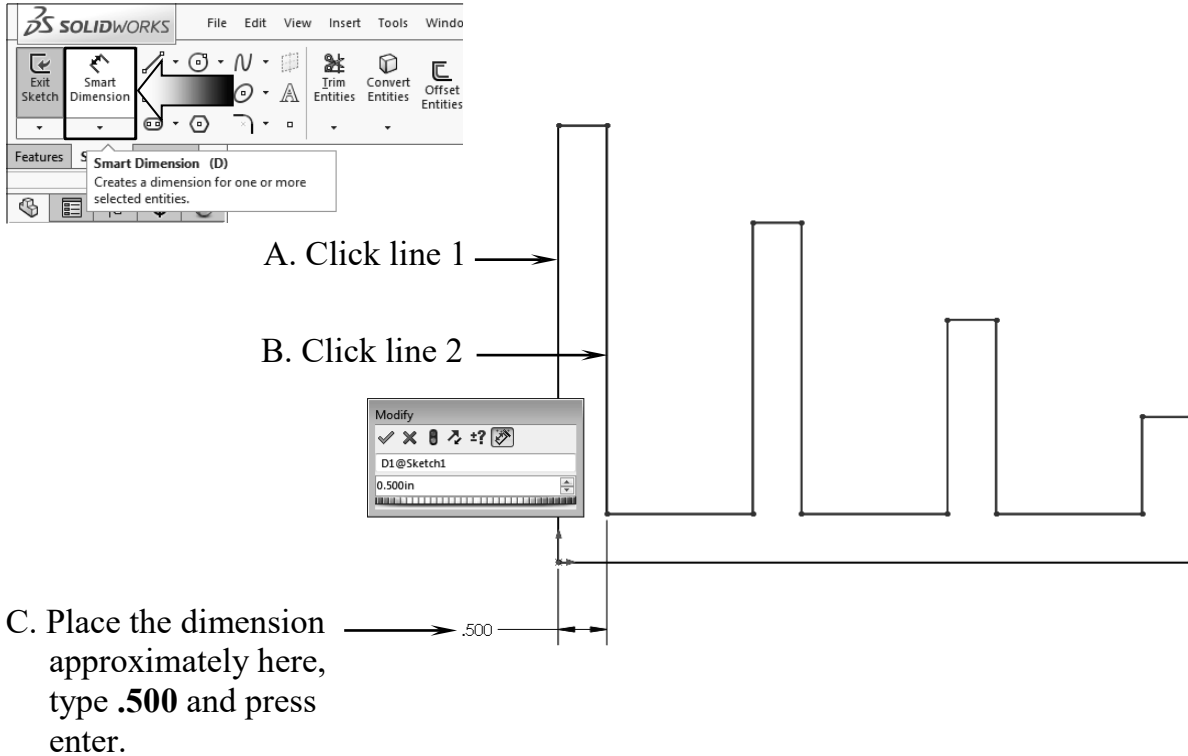 3S SOLIDWORKS File Edit View Insert Tools Windo
Exit Sketch
Smart Dimension
Trim Entities
Convert Entities
Offset Entities
Features
Smart Dimension (D)
Creates a dimension for one or more
selected entities.
A. Click line 1
B. Click line 2
Modify
±?
D1@Sketch1
0.500in
.500
C. Place the dimension
approximately here,
type .500 and press
enter.